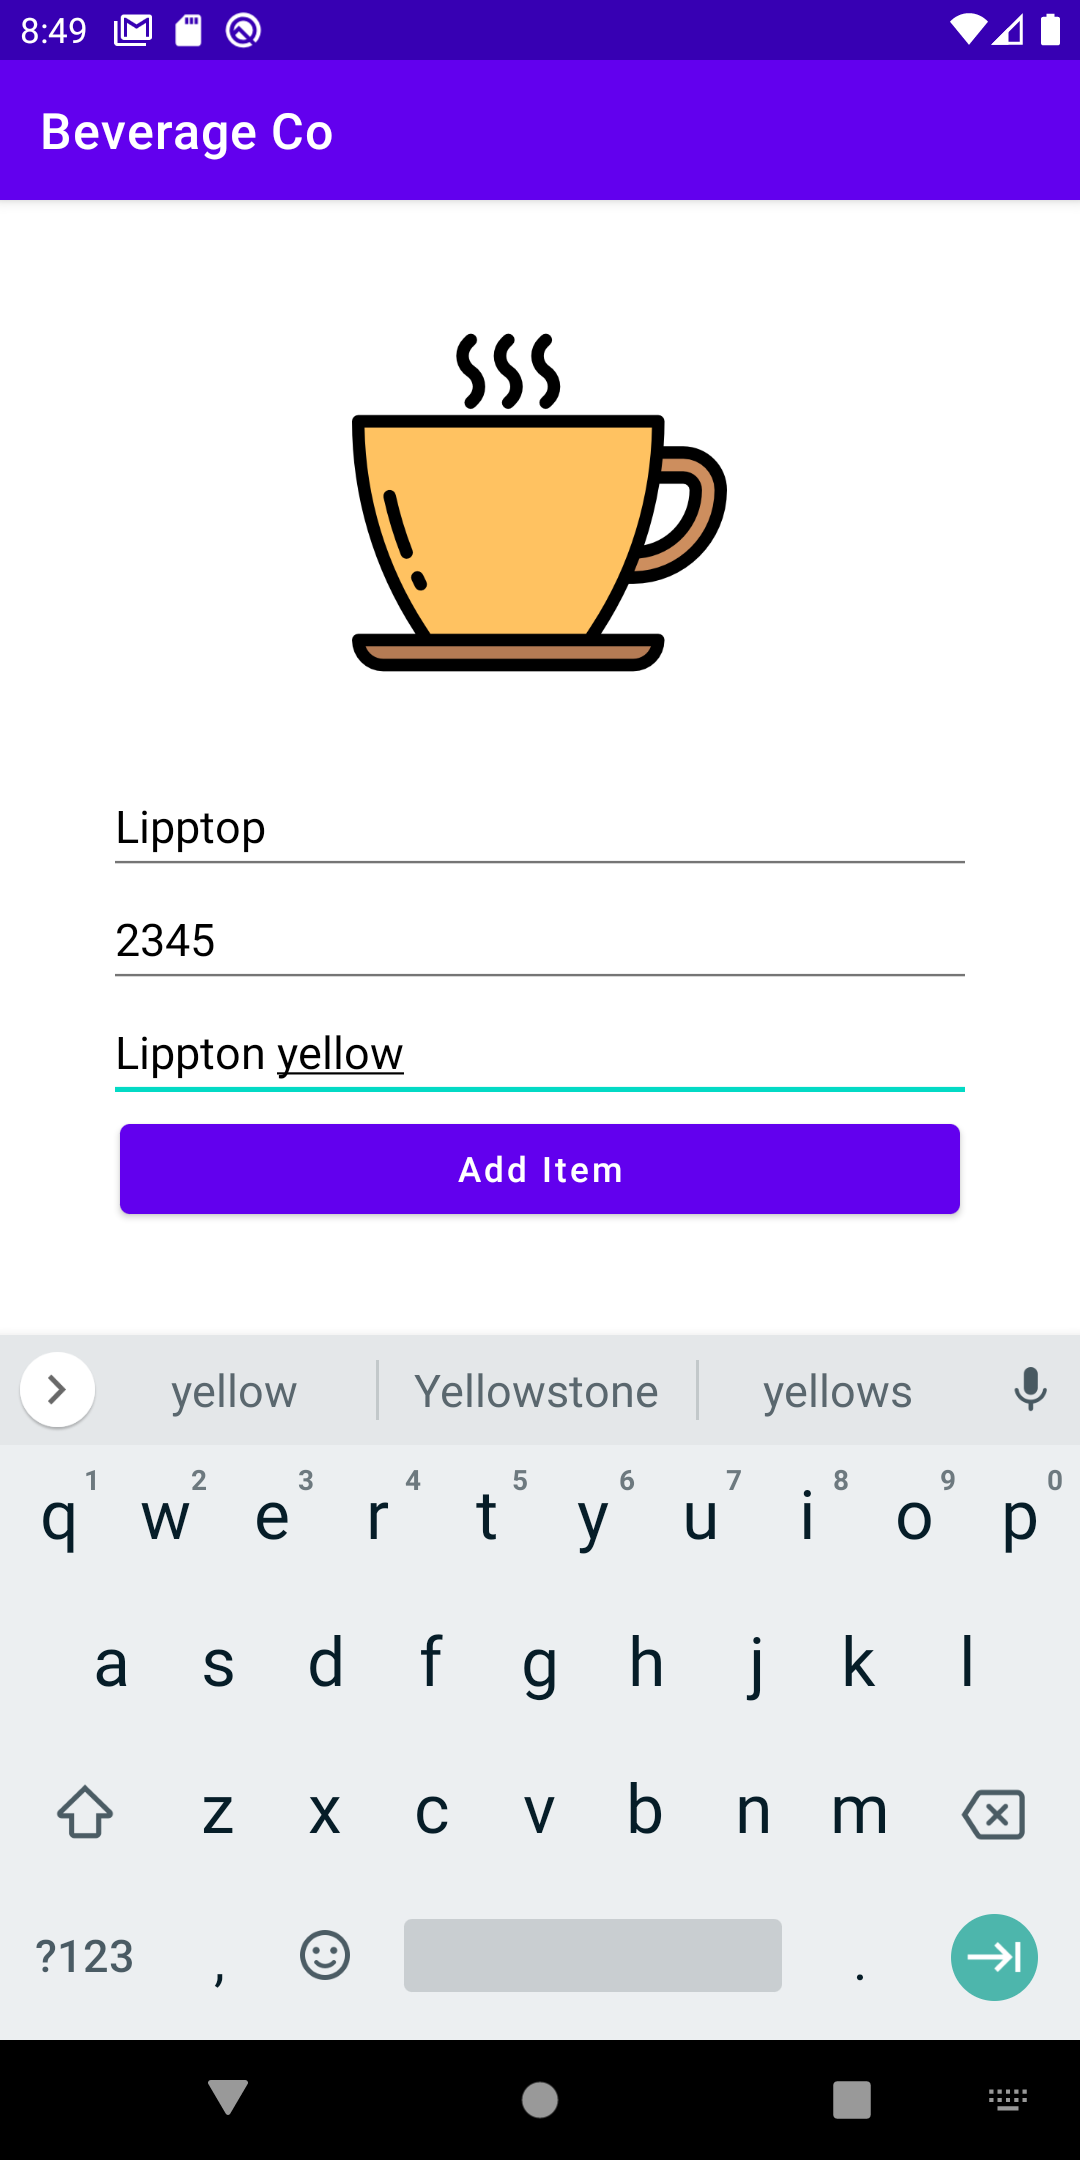 8:49
Beverage Co
Lipptop
2345
Lippton yellow
Add Item
yellow Yellowstone yellows
1 2 3 4 5 6 7 8 9 0
q w e r t y u i o p
a s d f g h j k l
z x c v b n m
?123 , .